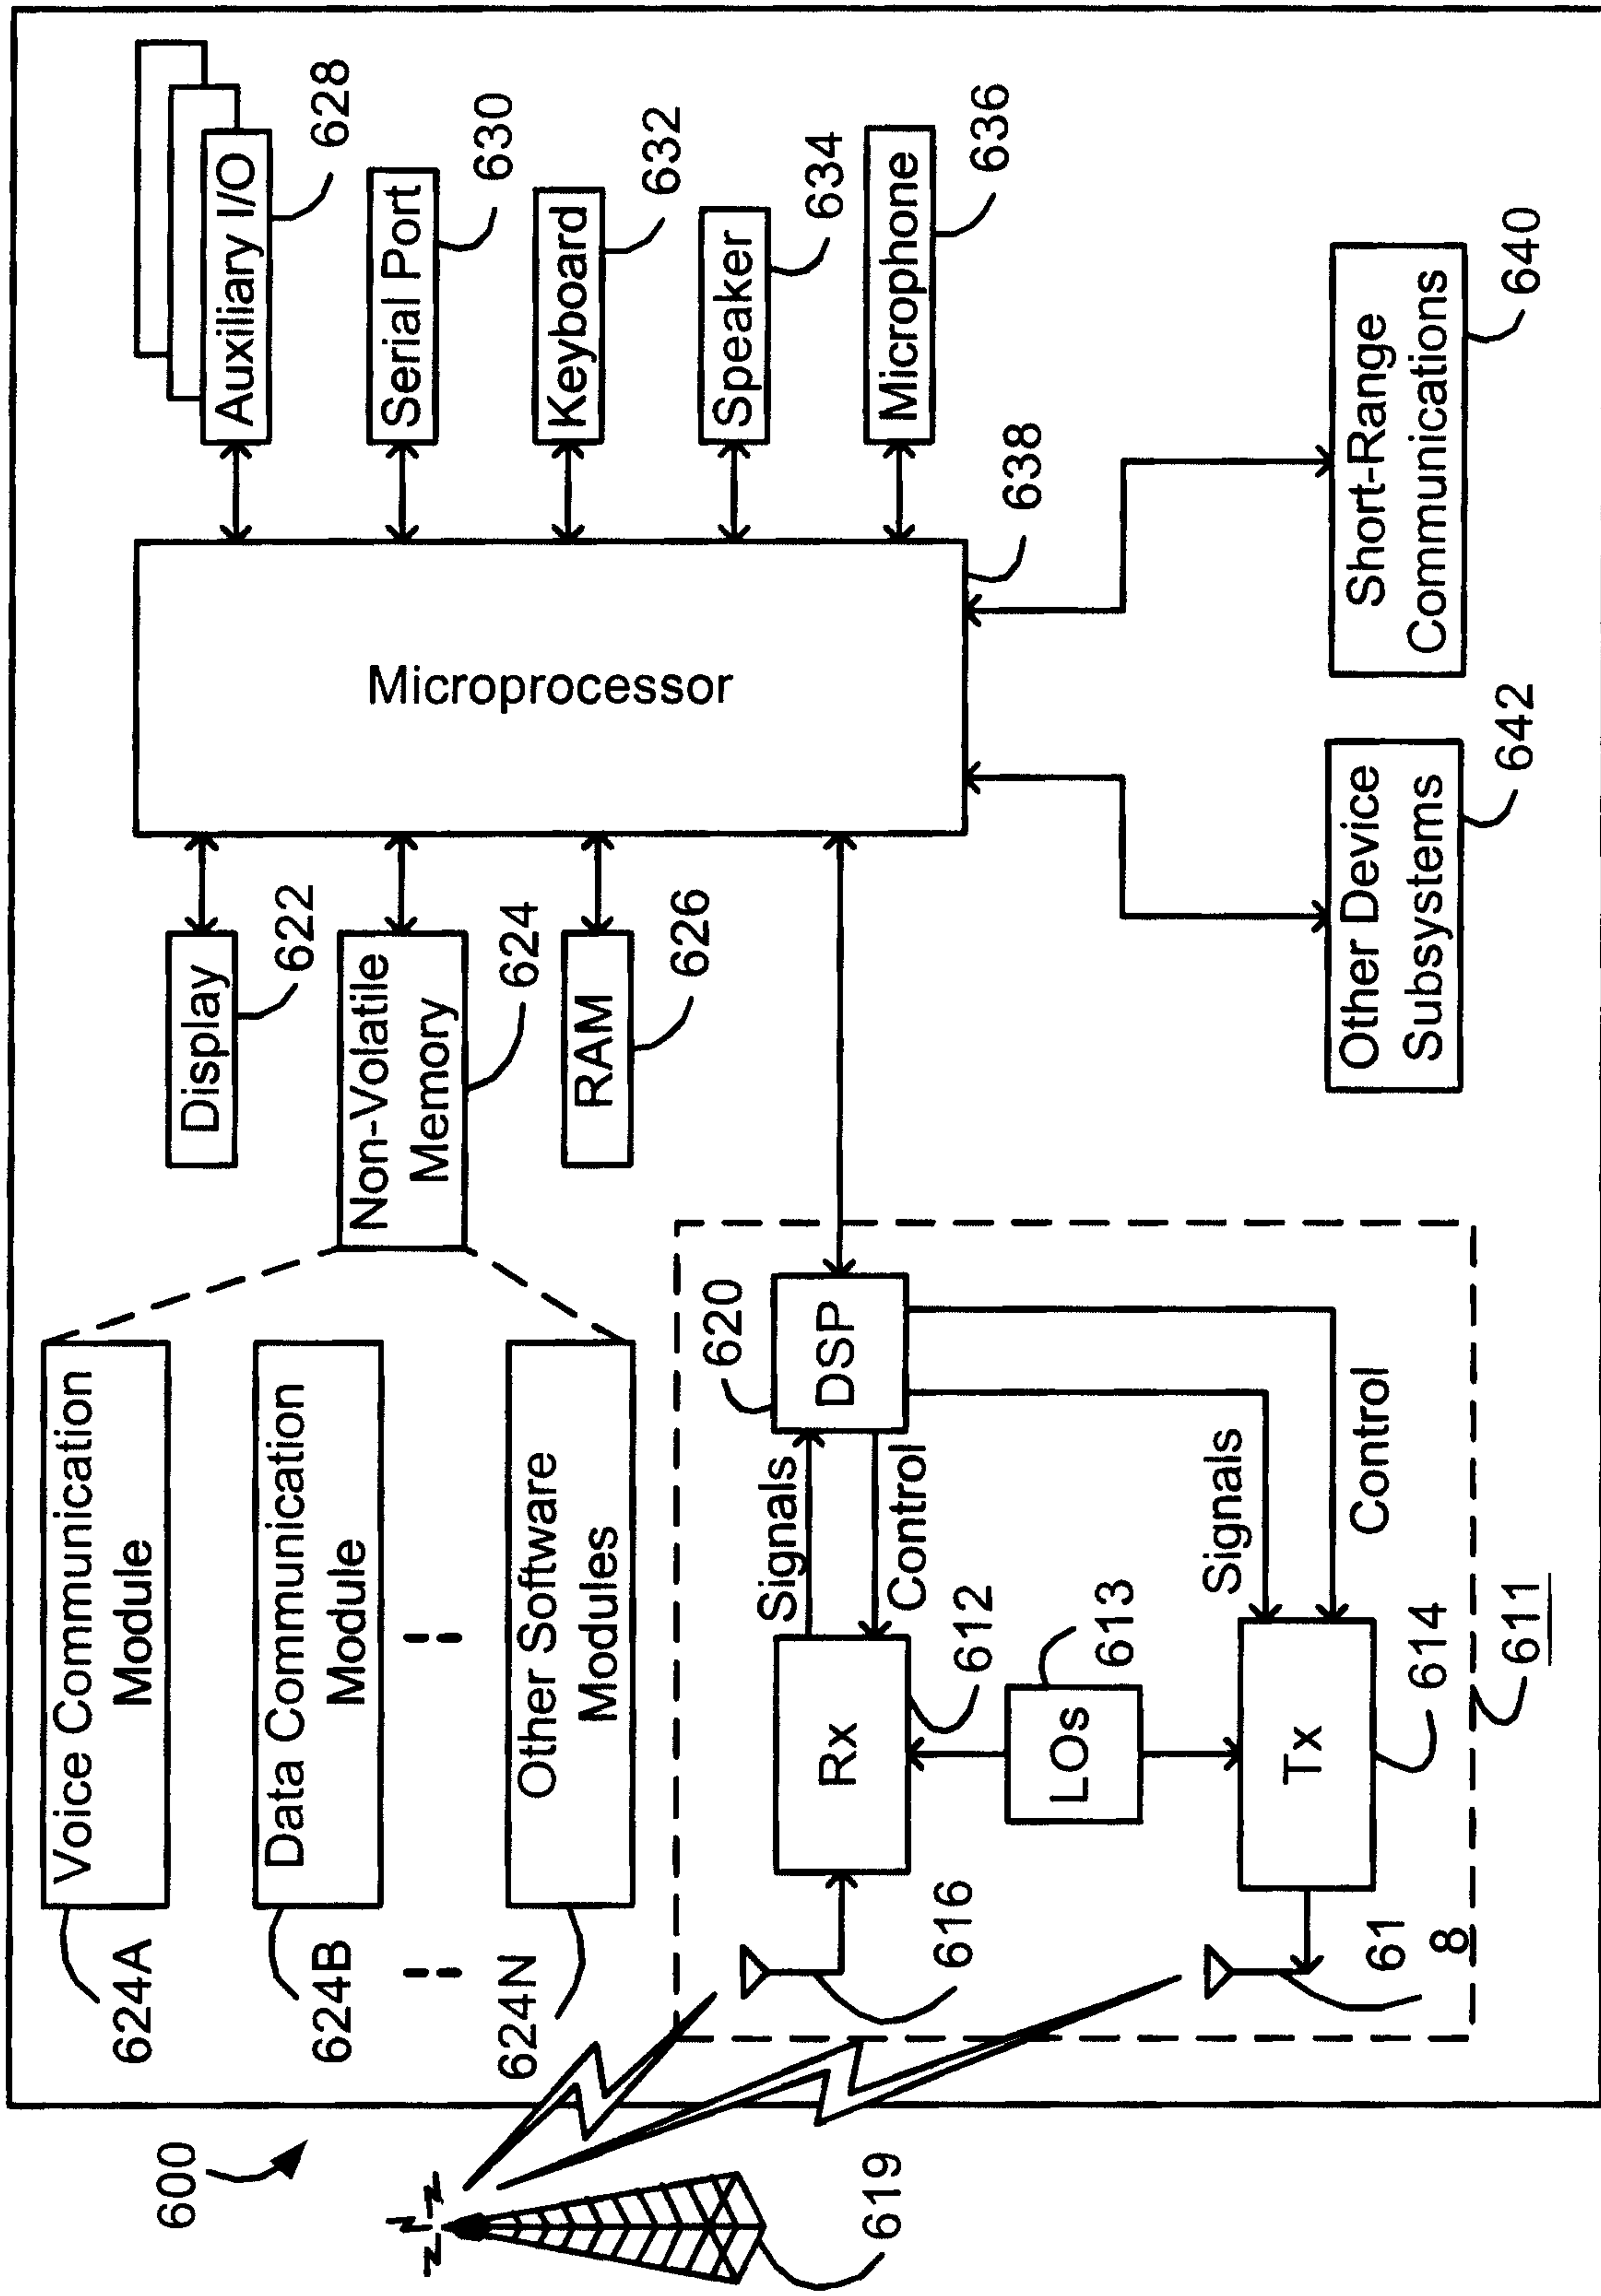 600
619
Voice Communication
Module
624A
Data Communication
Module
624B
Other Software
Modules
624N
Display
622
Non-Volatile
Memory
624
RAM
626
Microprocessor
638
Auxiliary I/O
628
Serial Port
630
Keyboard
632
Speaker
634
Microphone
636
Short-Range
Communications
640
Other Device
Subsystems
642
DSP
620
Signals
Control
Rx
612
LOs
613
Signals
Control
Tx
614
616
61
8
611